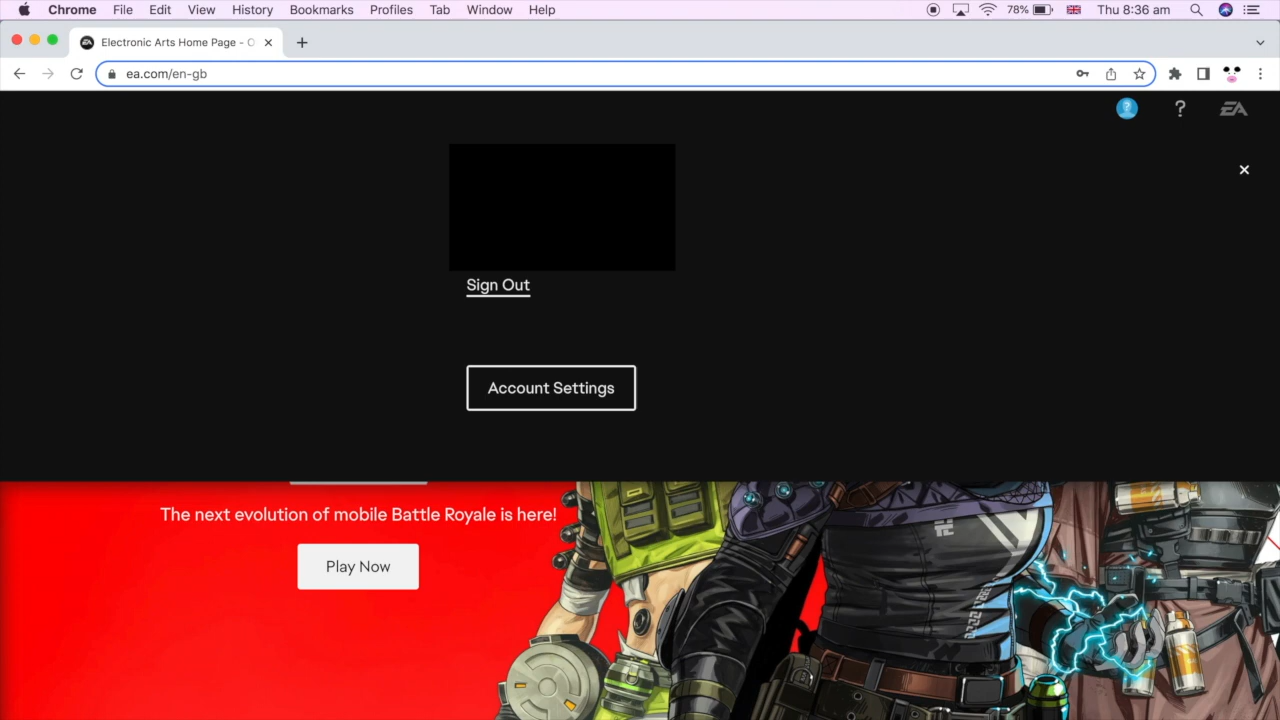 Chrome File Edit View History Bookmarks Profiles Tab Window Help 78% Thu 8:36 am
Electronic Arts Home Page - O
ea.com/en-gb
? EA
Sign Out
Account Settings
The next evolution of mobile Battle Royale is here!
Play Now